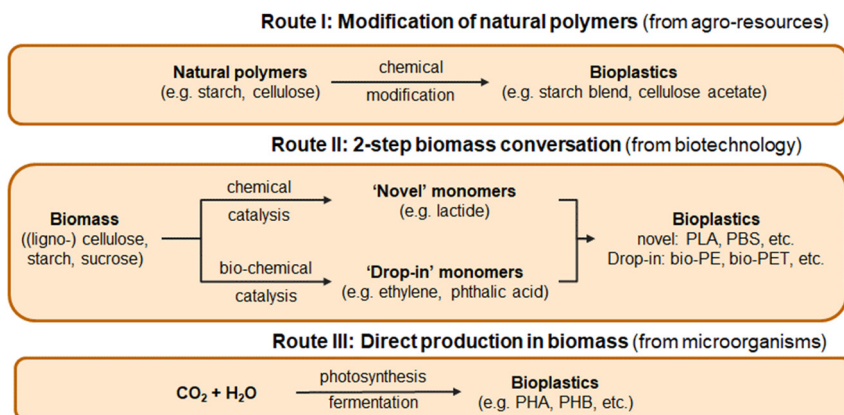 Route I: Modification of natural polymers (from agro-resources)
Natural polymers
(e.g. starch, cellulose)
chemical
modification
Bioplastics
(e.g. starch blend, cellulose acetate)
Route II: 2-step biomass conversation (from biotechnology)
Biomass
((ligno-) cellulose,
starch, sucrose)
chemical
catalysis
‘Novel’ monomers
(e.g. lactide)
bio-chemical
catalysis
‘Drop-in’ monomers
(e.g. ethylene, phthalic acid)
Bioplastics
novel: PLA, PBS, etc.
Drop-in: bio-PE, bio-PET, etc.
Route III: Direct production in biomass (from microorganisms)
CO₂ + H₂O
photosynthesis
fermentation
Bioplastics
(e.g. PHA, PHB, etc.)